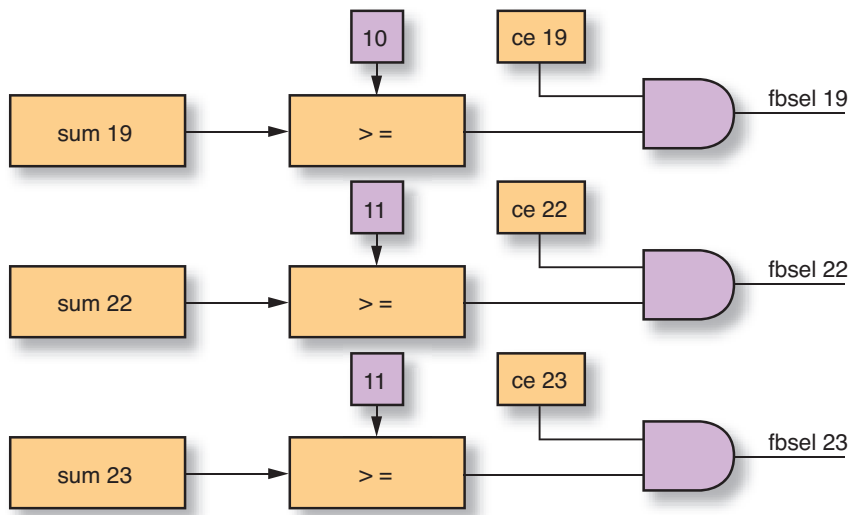 10
ce 19
sum 19
> =
fbsel 19
11
ce 22
sum 22
> =
fbsel 22
11
ce 23
sum 23
> =
fbsel 23